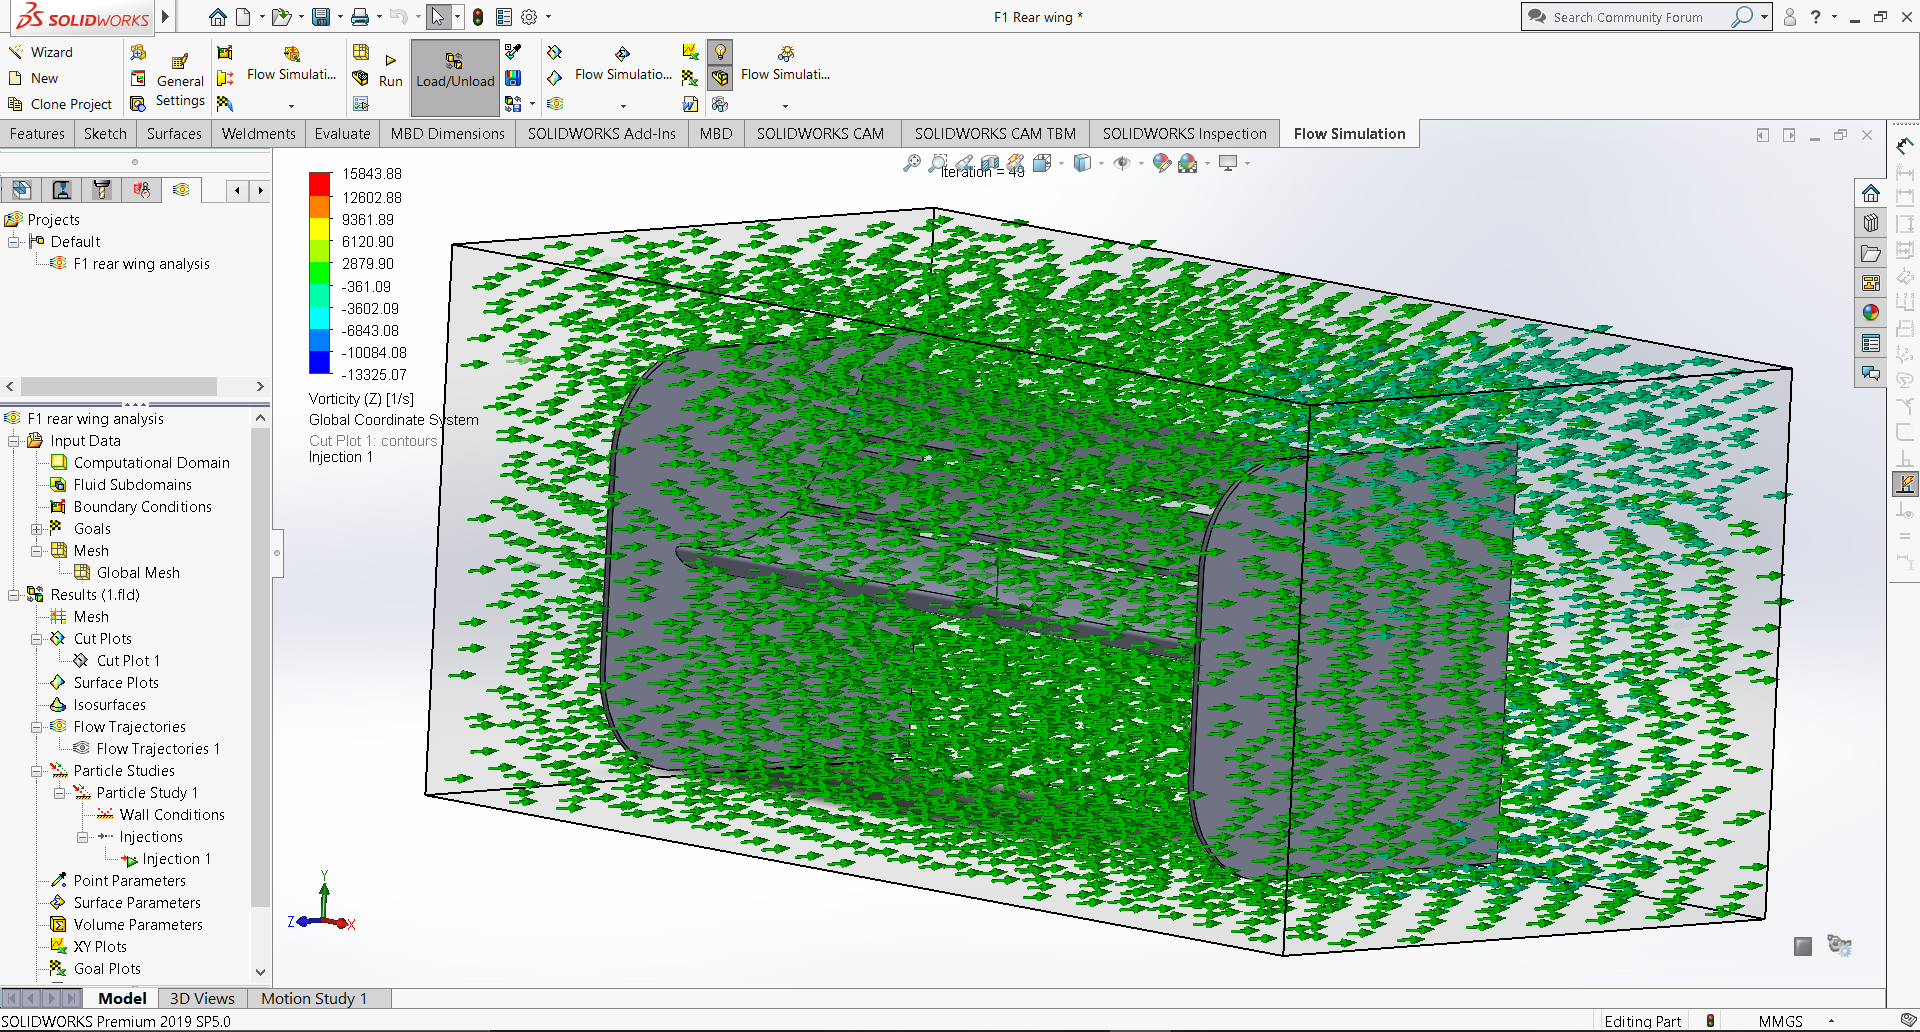 SOLIDWORKS
F1 Rear wing *
Search Community Forum
?
Wizard
New
Clone Project
General
Settings
Flow Simulati...
Run
Load/Unload
Flow Simulatio...
Flow Simulati...
Features
Sketch
Surfaces
Weldments
Evaluate
MBD Dimensions
SOLIDWORKS Add-Ins
MBD
SOLIDWORKS CAM
SOLIDWORKS CAM TBM
SOLIDWORKS Inspection
Flow Simulation
Projects
Default
F1 rear wing analysis
F1 rear wing analysis
Input Data
Computational Domain
Fluid Subdomains
Boundary Conditions
Goals
Mesh
Global Mesh
Results (1.fld)
Mesh
Cut Plots
Cut Plot 1
Surface Plots
Isosurfaces
Flow Trajectories
Flow Trajectories 1
Particle Studies
Particle Study 1
Wall Conditions
Injections
Injection 1
Point Parameters
Surface Parameters
Volume Parameters
XY Plots
Goal Plots
15843.88
12602.88
9361.89
6120.90
2879.90
-361.09
-3602.09
-6843.08
-10084.08
-13325.07
Vorticity (Z) [1/s]
Global Coordinate System
Cut Plot 1: contours
Injection 1
Iteration = 43
Y
Z
X
Model
3D Views
Motion Study 1
SOLIDWORKS Premium 2019 SP5.0
Editing Part
MMGS